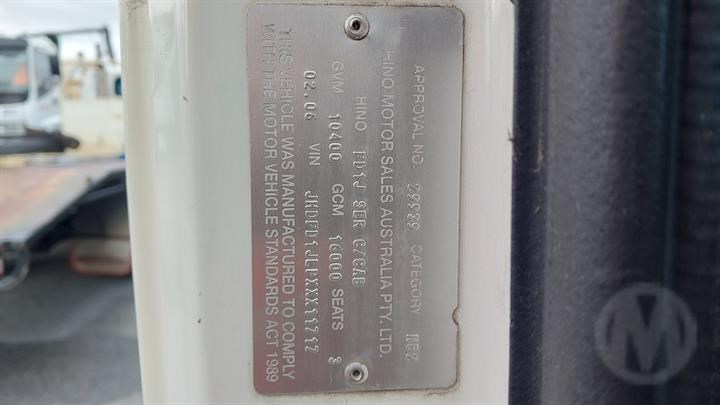 APPROVAL NO. 29939 CATEGORY NB2
HINO MOTOR SALES AUSTRALIA PTY. LTD.
HINO FD1J SER C/CAB
GVM 10400 GCM 16000 SEATS 3
02.06 VIN JHDFD1JLPXXX11717
THIS VEHICLE WAS MANUFACTURED TO COMPLY
WITH THE MOTOR VEHICLE STANDARDS ACT 1989
M